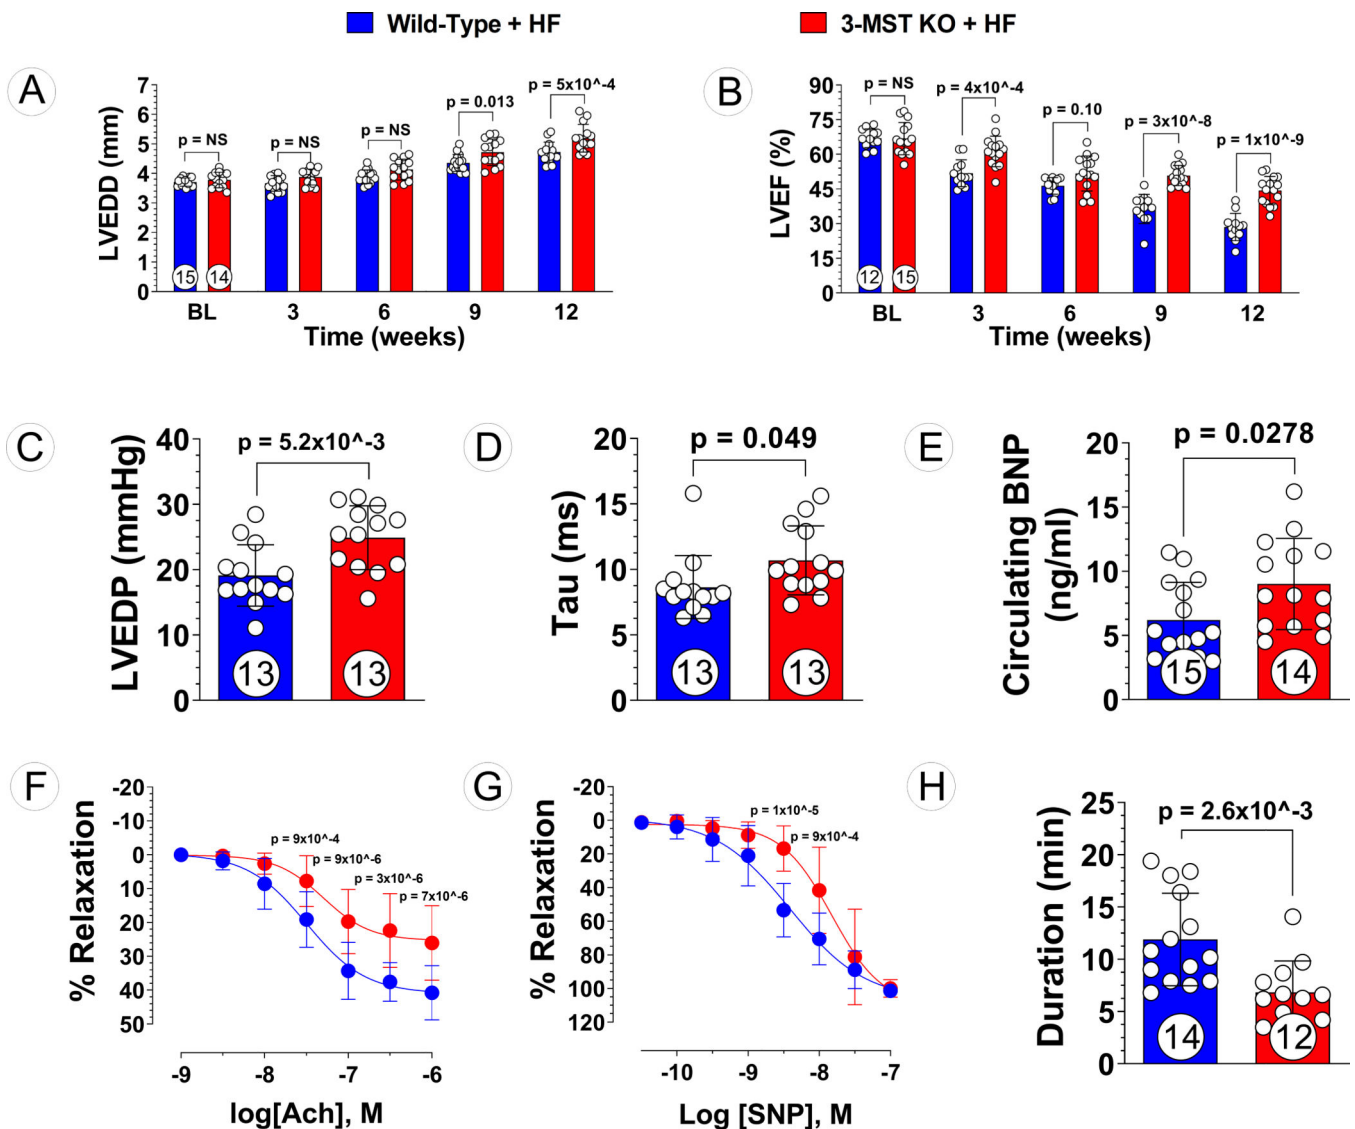 Wild-Type + HF
3-MST KO + HF
A
LVEDD (mm)
7
6
5
4
3
2
1
0
p = NS
p = NS
p = NS
p = 0.013
p = 5x10^-4
15
14
BL
3
6
9
12
Time (weeks)
B
LVEF (%)
90
75
60
45
30
15
0
p = NS
p = 4x10^-4
p = 0.10
p = 3x10^-8
p = 1x10^-9
12
15
BL
3
6
9
12
Time (weeks)
C
LVEDP (mmHg)
40
30
20
10
0
p = 5.2x10^-3
13
13
D
Tau (ms)
20
15
10
5
0
p = 0.049
13
13
E
Circulating BNP
(ng/ml)
20
15
10
5
0
p = 0.0278
15
14
F
% Relaxation
-20
-10
0
10
20
30
40
50
p = 9x10^-4
p = 9x10^-6
p = 3x10^-6
p = 7x10^-6
-9
-8
-7
-6
log[Ach], M
G
% Relaxation
-20
0
20
40
60
80
100
120
p = 1x10^-5
p = 9x10^-4
-10
-9
-8
-7
Log [SNP], M
H
Duration (min)
25
20
15
10
5
0
p = 2.6x10^-3
14
12